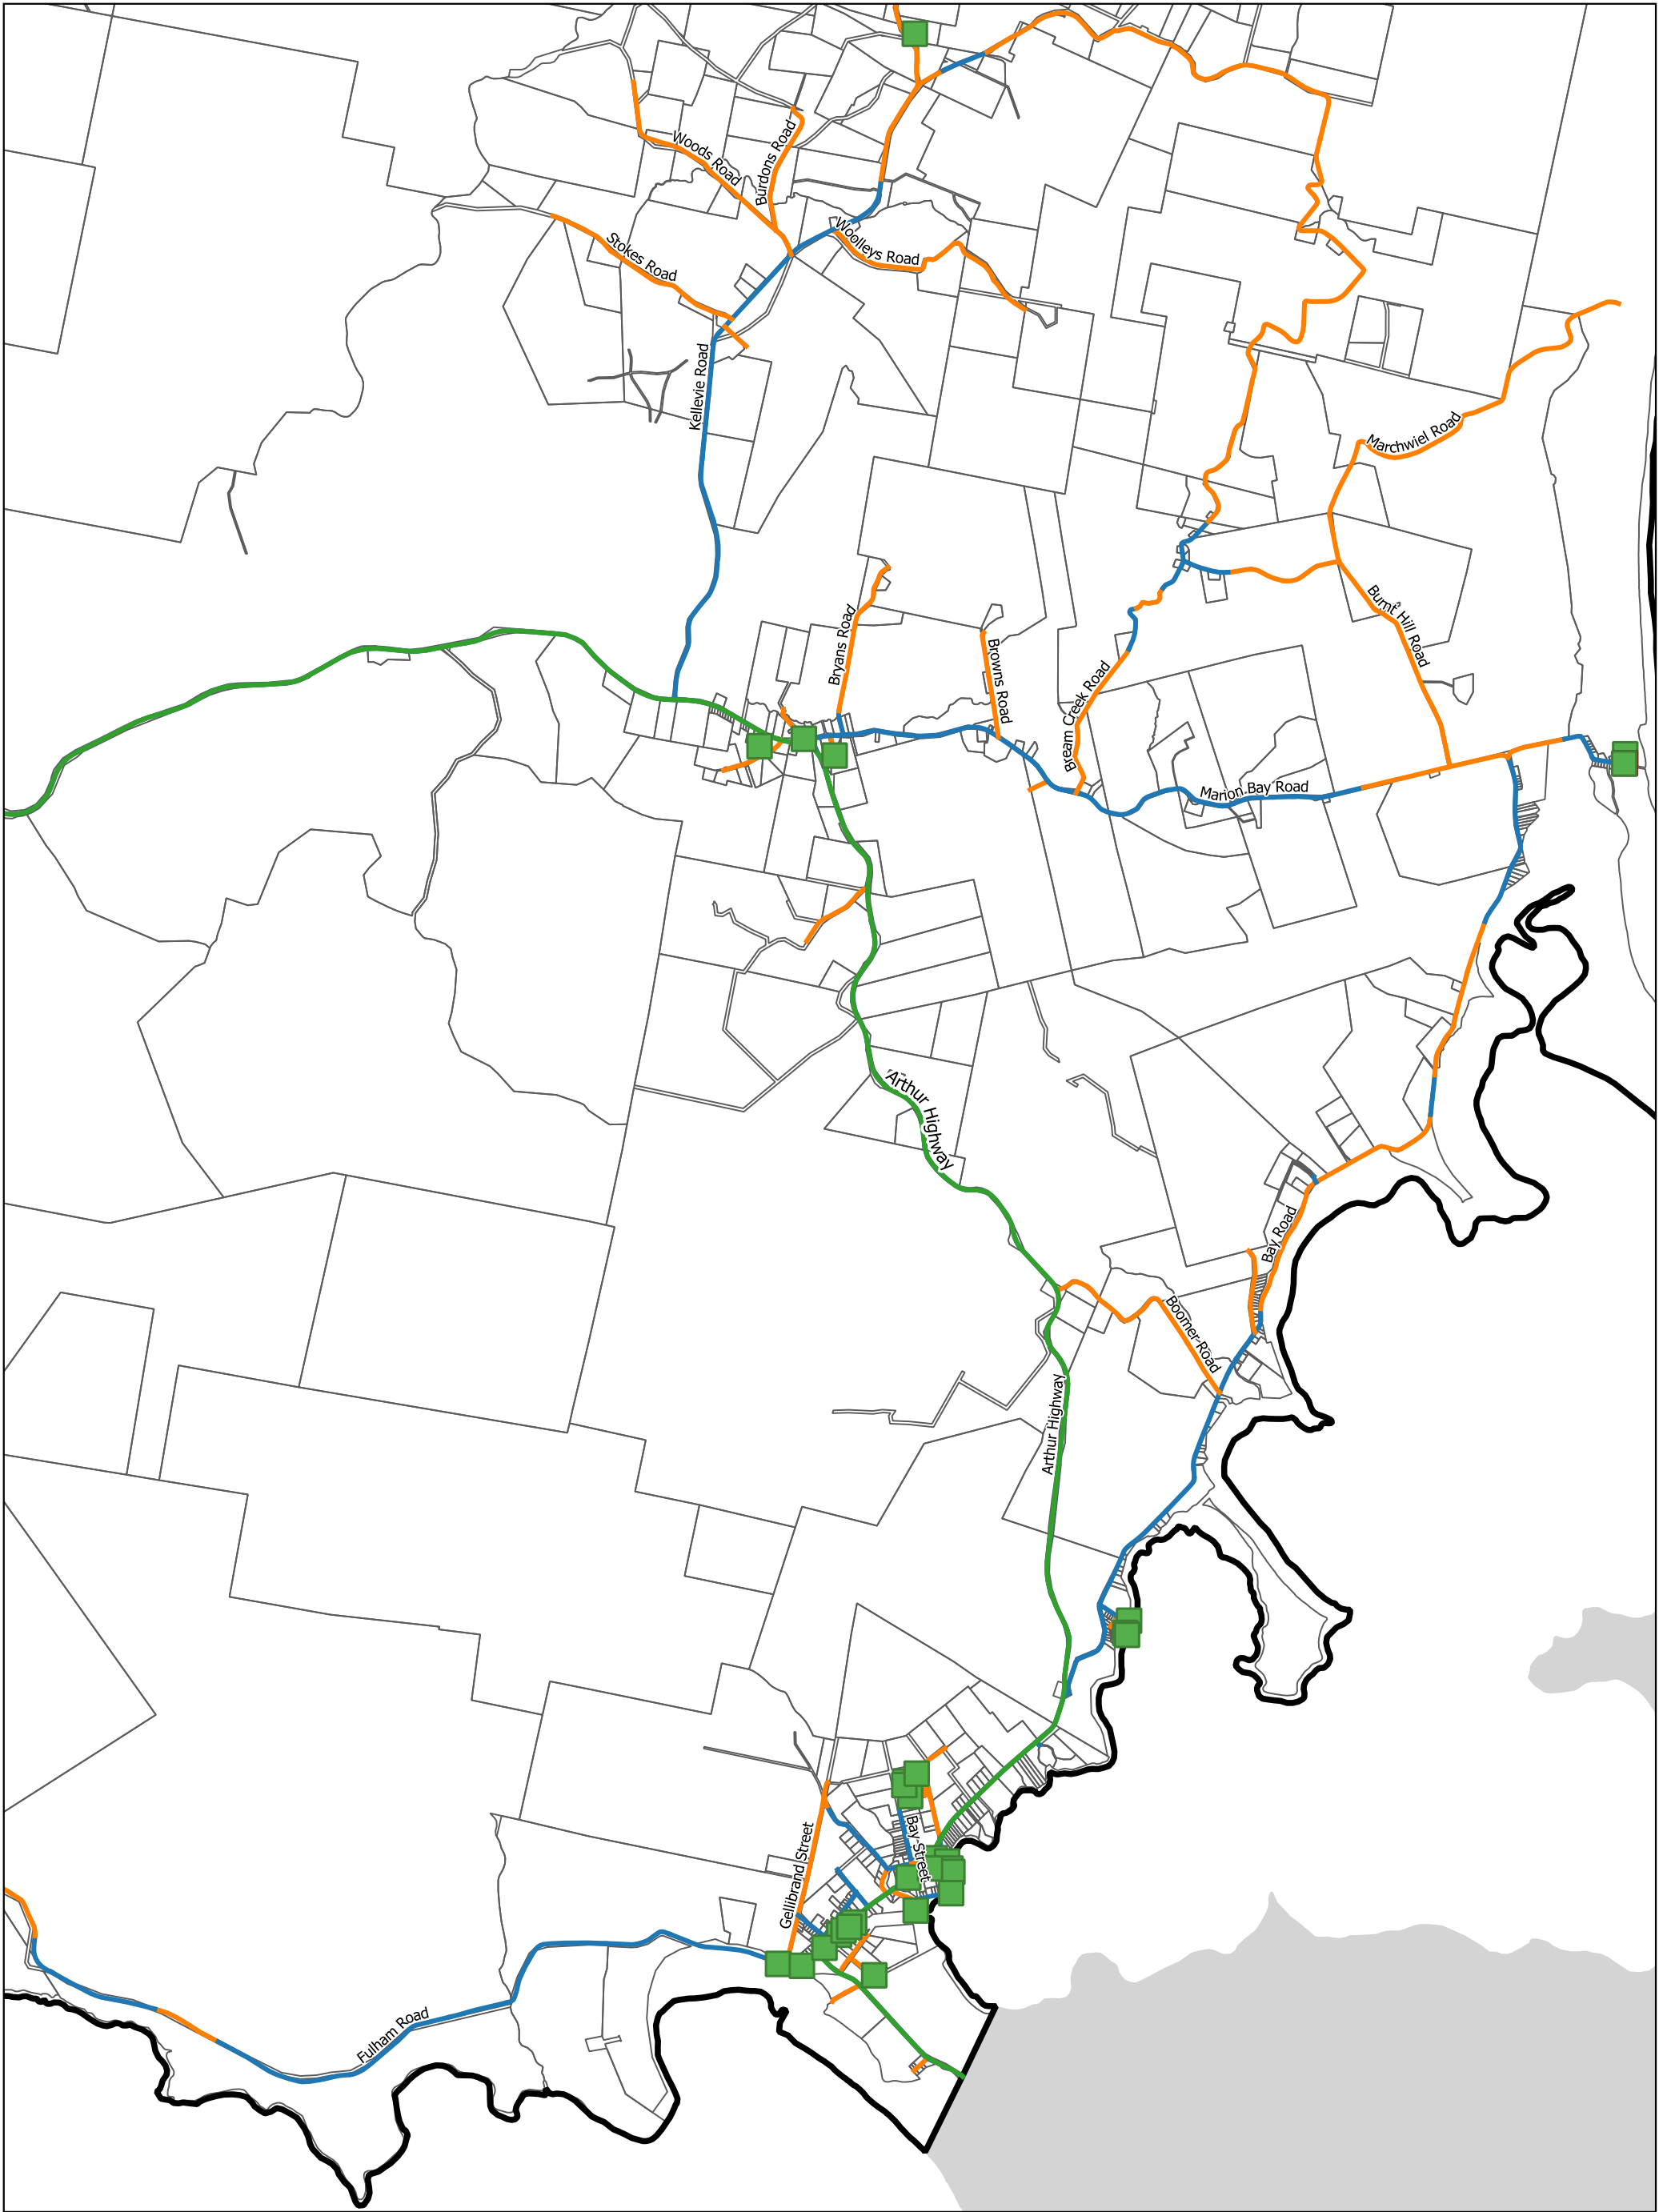 Woods Road
Burdons Road
Woolleys Road
Stokes Road
Kellevie Road
Marchwiel Road
Bryans Road
Browns Road
Burnt Hill Road
Bream Creek Road
Marion Bay Road
Arthur Highway
Bay Road
Boomer Road
Arthur Highway
Bay Street
Gellibrand Street
Fulham Road